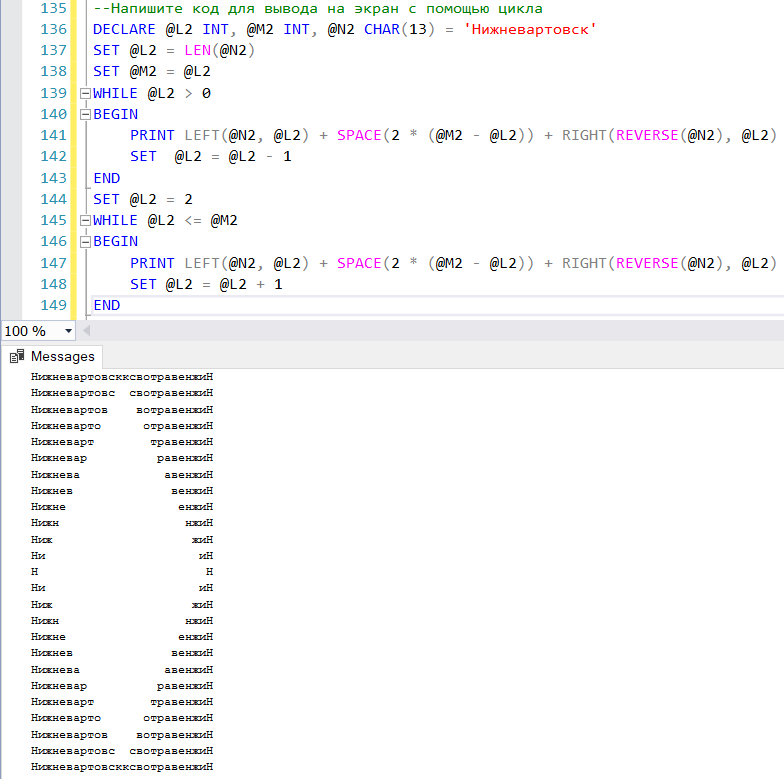 135 --Напишите код для вывода на экран с помощью цикла
136 DECLARE @L2 INT, @M2 INT, @N2 CHAR(13) = 'Нижневартовск'
137 SET @L2 = LEN(@N2)
138 SET @M2 = @L2
139 WHILE @L2 > 0
140 BEGIN
141 PRINT LEFT(@N2, @L2) + SPACE(2 * (@M2 - @L2)) + RIGHT(REVERSE(@N2), @L2)
142 SET  @L2 = @L2 - 1
143 END
144 SET @L2 = 2
145 WHILE @L2 <= @M2
146 BEGIN
147 PRINT LEFT(@N2, @L2) + SPACE(2 * (@M2 - @L2)) + RIGHT(REVERSE(@N2), @L2)
148 SET @L2 = @L2 + 1
149 END
100 %
Messages
НижневартовскксвотравенжиН
Нижневартовс  свотравенжиН
Нижневартов    вотравенжиН
Нижневарто      отравенжиН
Нижневарт        травенжиН
Нижневар          равенжиН
Нижнева            авенжиН
Нижнев              венжиН
Нижне                енжиН
Нижн                  нжиН
Ниж                    жиН
Ни                      иН
Н                        Н
Ни                      иН
Ниж                    жиН
Нижн                  нжиН
Нижне                енжиН
Нижнев              венжиН
Нижнева            авенжиН
Нижневар          равенжиН
Нижневарт        травенжиН
Нижневарто      отравенжиН
Нижневартов    вотравенжиН
Нижневартовс  свотравенжиН
НижневартовскксвотравенжиН